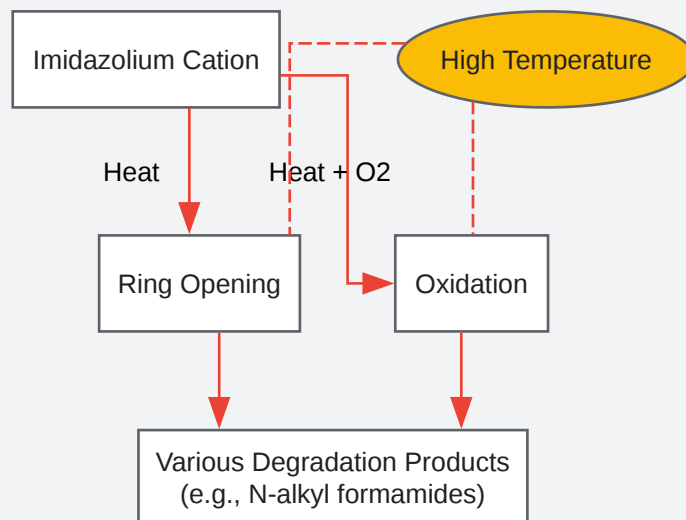 Imidazolium Cation
High Temperature
Heat
Heat + O2
Ring Opening
Oxidation
Various Degradation Products
(e.g., N-alkyl formamides)